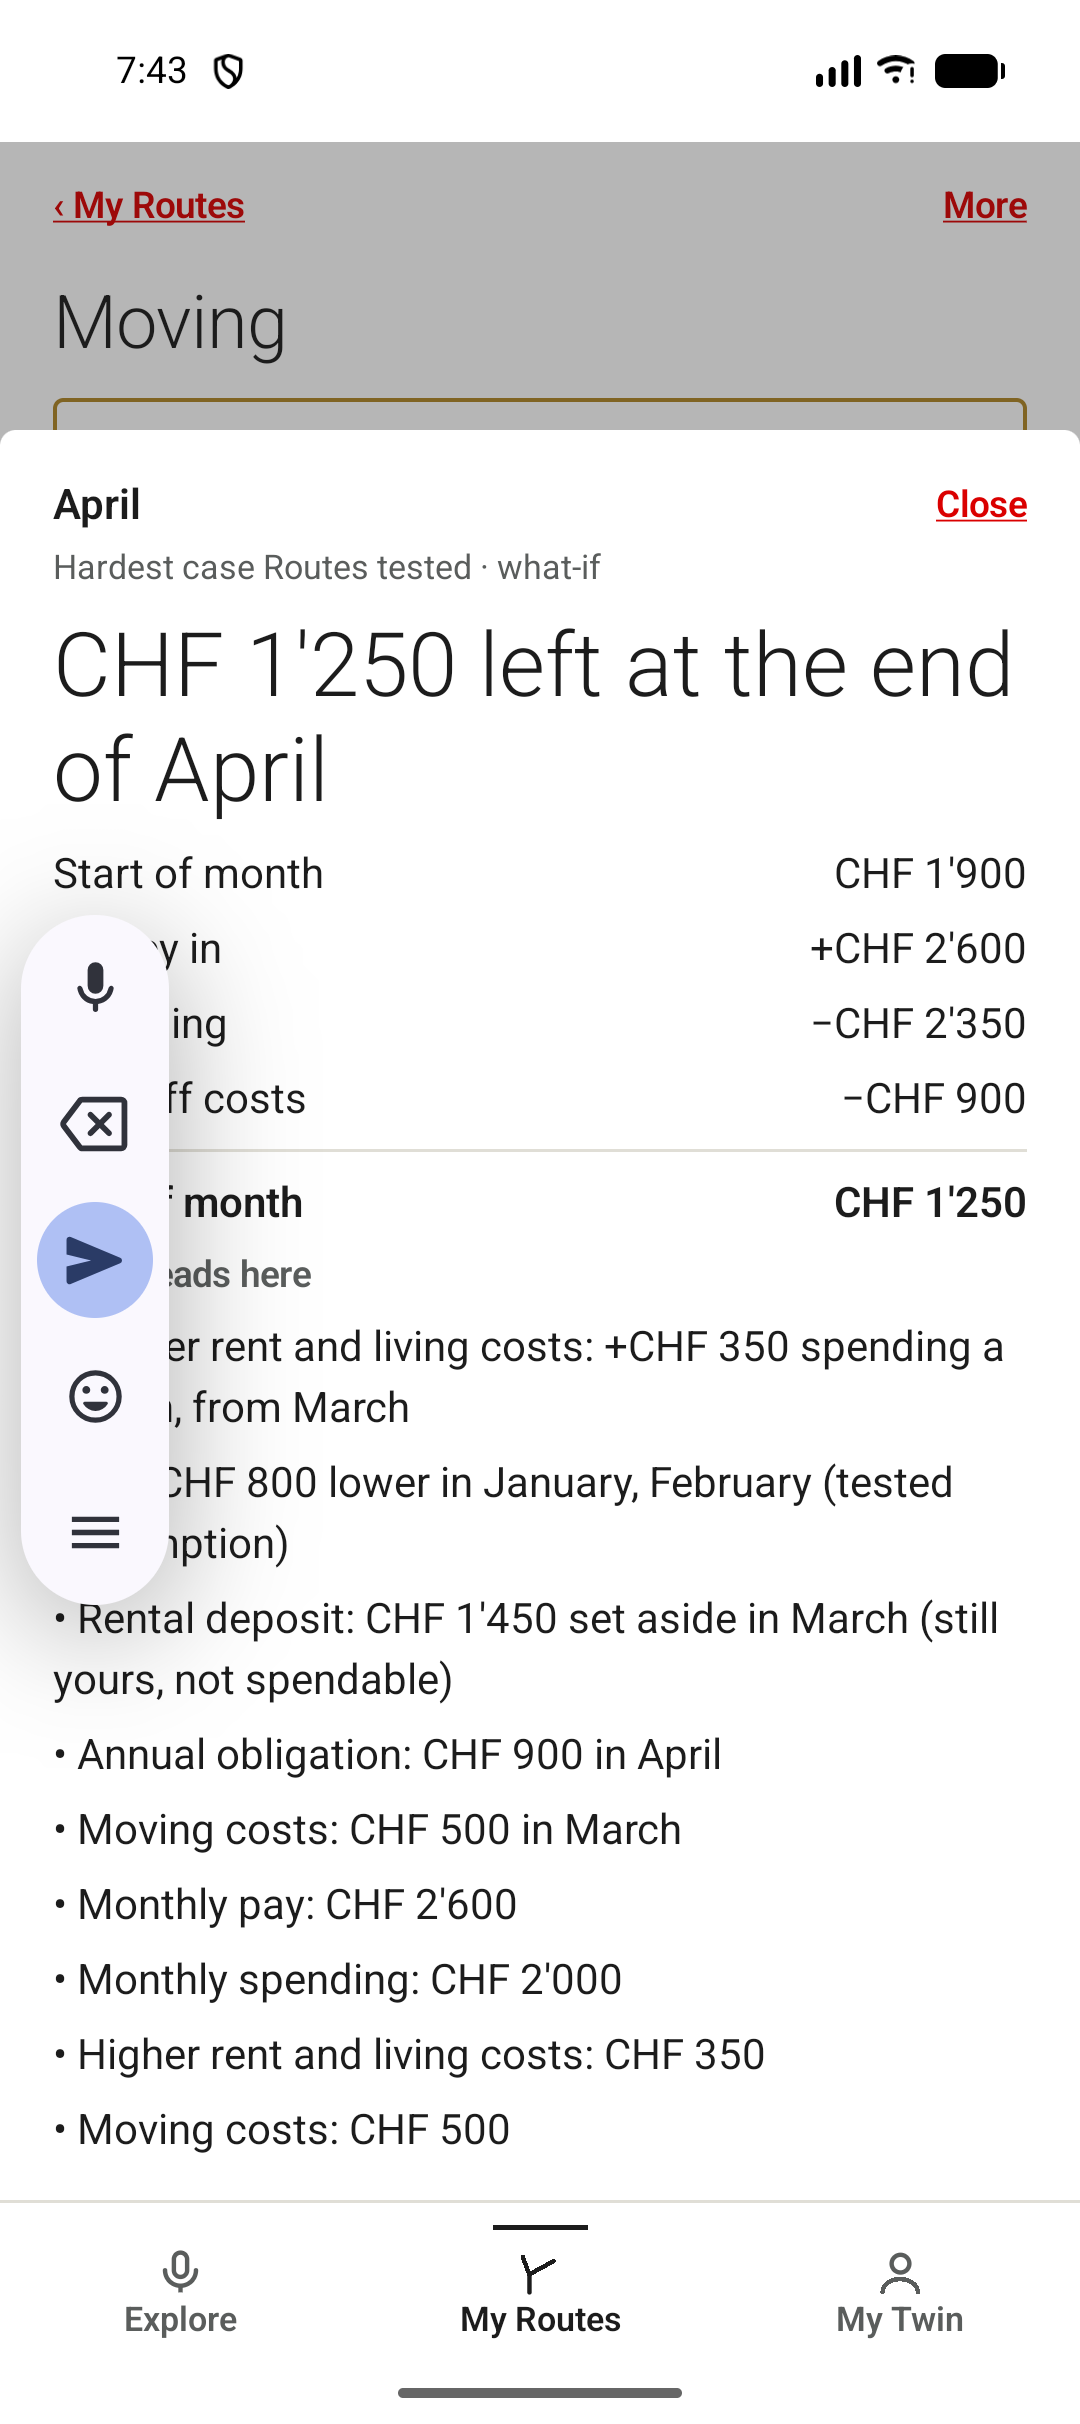 7:43
‹ My Routes
More
Moving
April
Close
Hardest case Routes tested · what-if
CHF 1'250 left at the end
of April
Start of month
CHF 1'900
in
+CHF 2'600
−CHF 2'350
costs
−CHF 900
month
CHF 1'250
here
rent and living costs: +CHF 350 spending a
from March
CHF 800 lower in January, February (tested
• Rental deposit: CHF 1'450 set aside in March (still
yours, not spendable)
• Annual obligation: CHF 900 in April
• Moving costs: CHF 500 in March
• Monthly pay: CHF 2'600
• Monthly spending: CHF 2'000
• Higher rent and living costs: CHF 350
• Moving costs: CHF 500
Explore
My Routes
My Twin